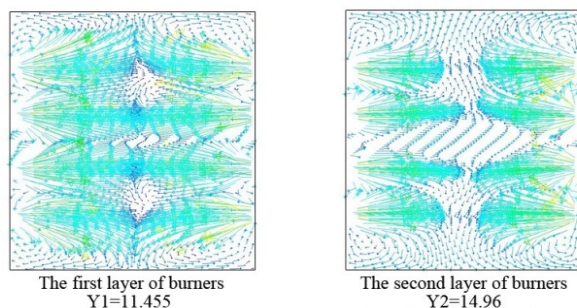 The first layer of burners
Y1=11.455
The second layer of burners
Y2=14.96